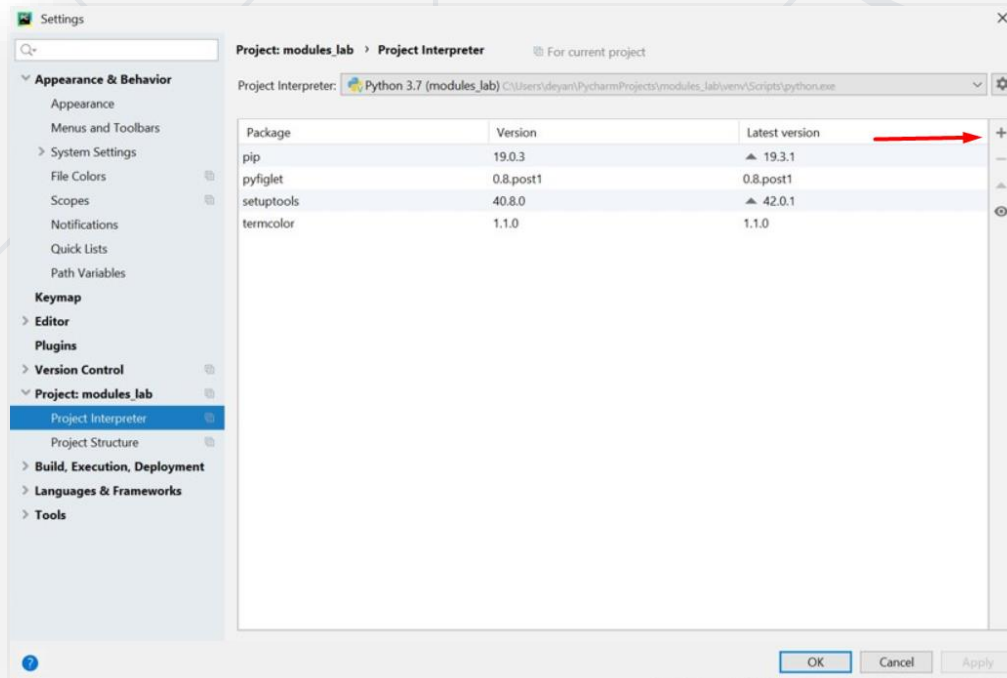 Settings
Project: modules_lab › Project Interpreter For current project
Appearance & Behavior
Project Interpreter: Python 3.7 (modules_lab) C:\Users\deyan\PycharmProjects\modules_lab\venv\Scripts\python.exe
Appearance
Menus and Toolbars
System Settings
File Colors
Scopes
Notifications
Quick Lists
Path Variables
Keymap
Editor
Plugins
Version Control
Project: modules_lab
Project Interpreter
Project Structure
Build, Execution, Deployment
Languages & Frameworks
Tools
Package Version Latest version
pip 19.0.3 19.3.1
pyfiglet 0.8.post1 0.8.post1
setuptools 40.8.0 42.0.1
termcolor 1.1.0 1.1.0
OK Cancel Apply